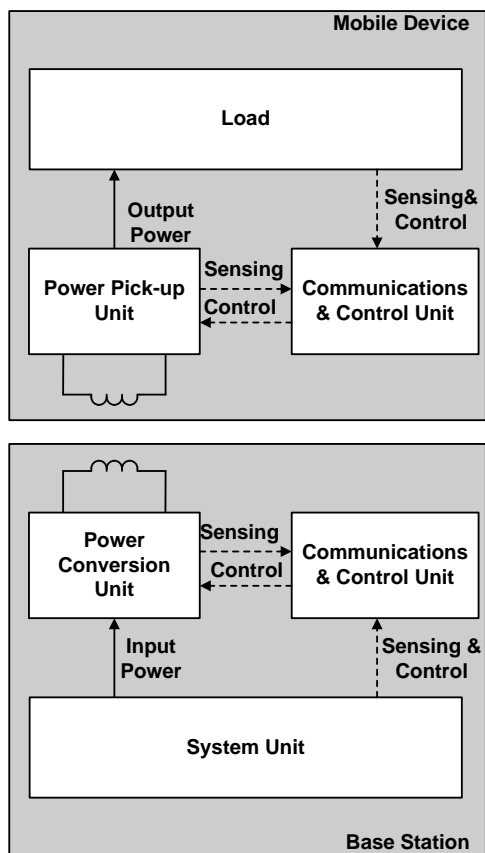 Mobile Device
Load
Output
Power
Sensing&
Control
Power Pick-up
Unit
Sensing
Control
Communications
& Control Unit
Power
Conversion
Unit
Sensing
Control
Communications
& Control Unit
Input
Power
Sensing &
Control
System Unit
Base Station